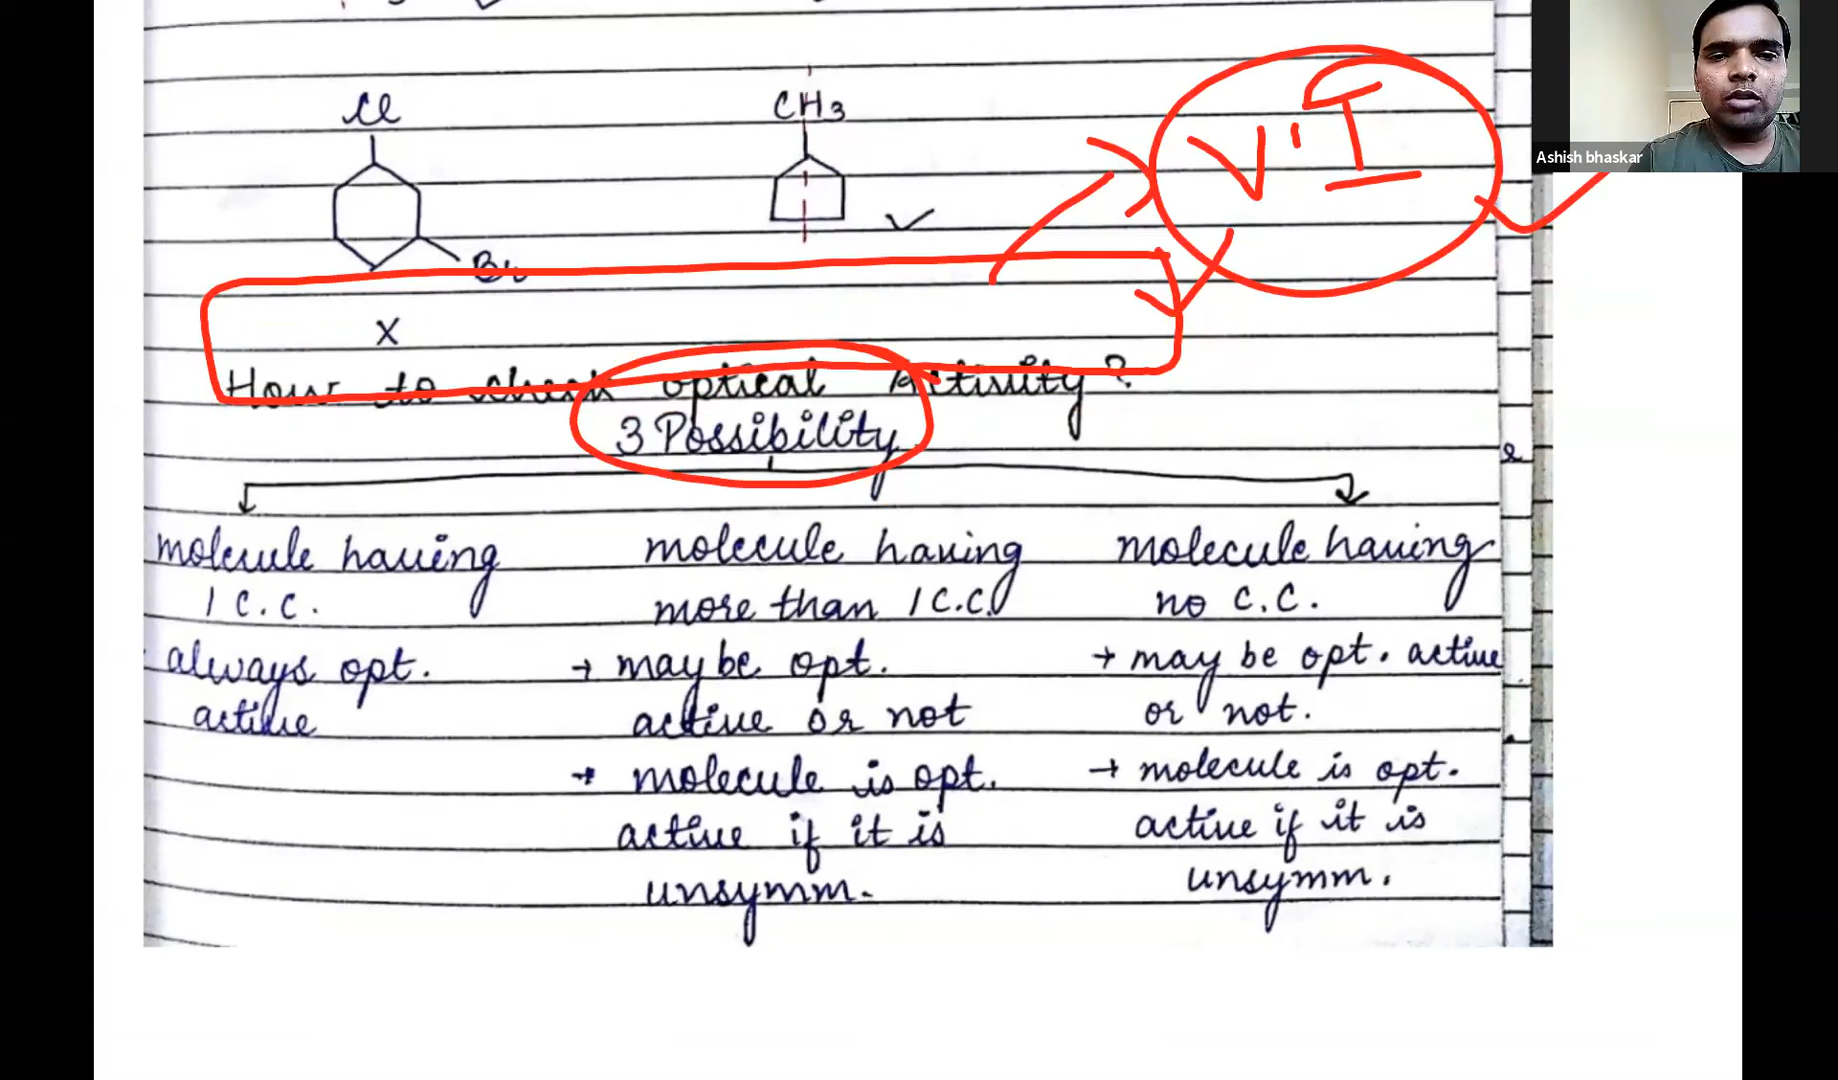 Cl
CH3
V.I
Ashish bhaskar
Br
X
How to check optical Activity?
3 Possibility
molecule having
1 C.C.
always opt.
active
molecule having
more than 1 C.C.
→ may be opt.
active or not
→ molecule is opt.
active if it is
unsymm.
molecule having
no C.C.
→ may be opt. active
or not.
→ molecule is opt.
active if it is
unsymm.